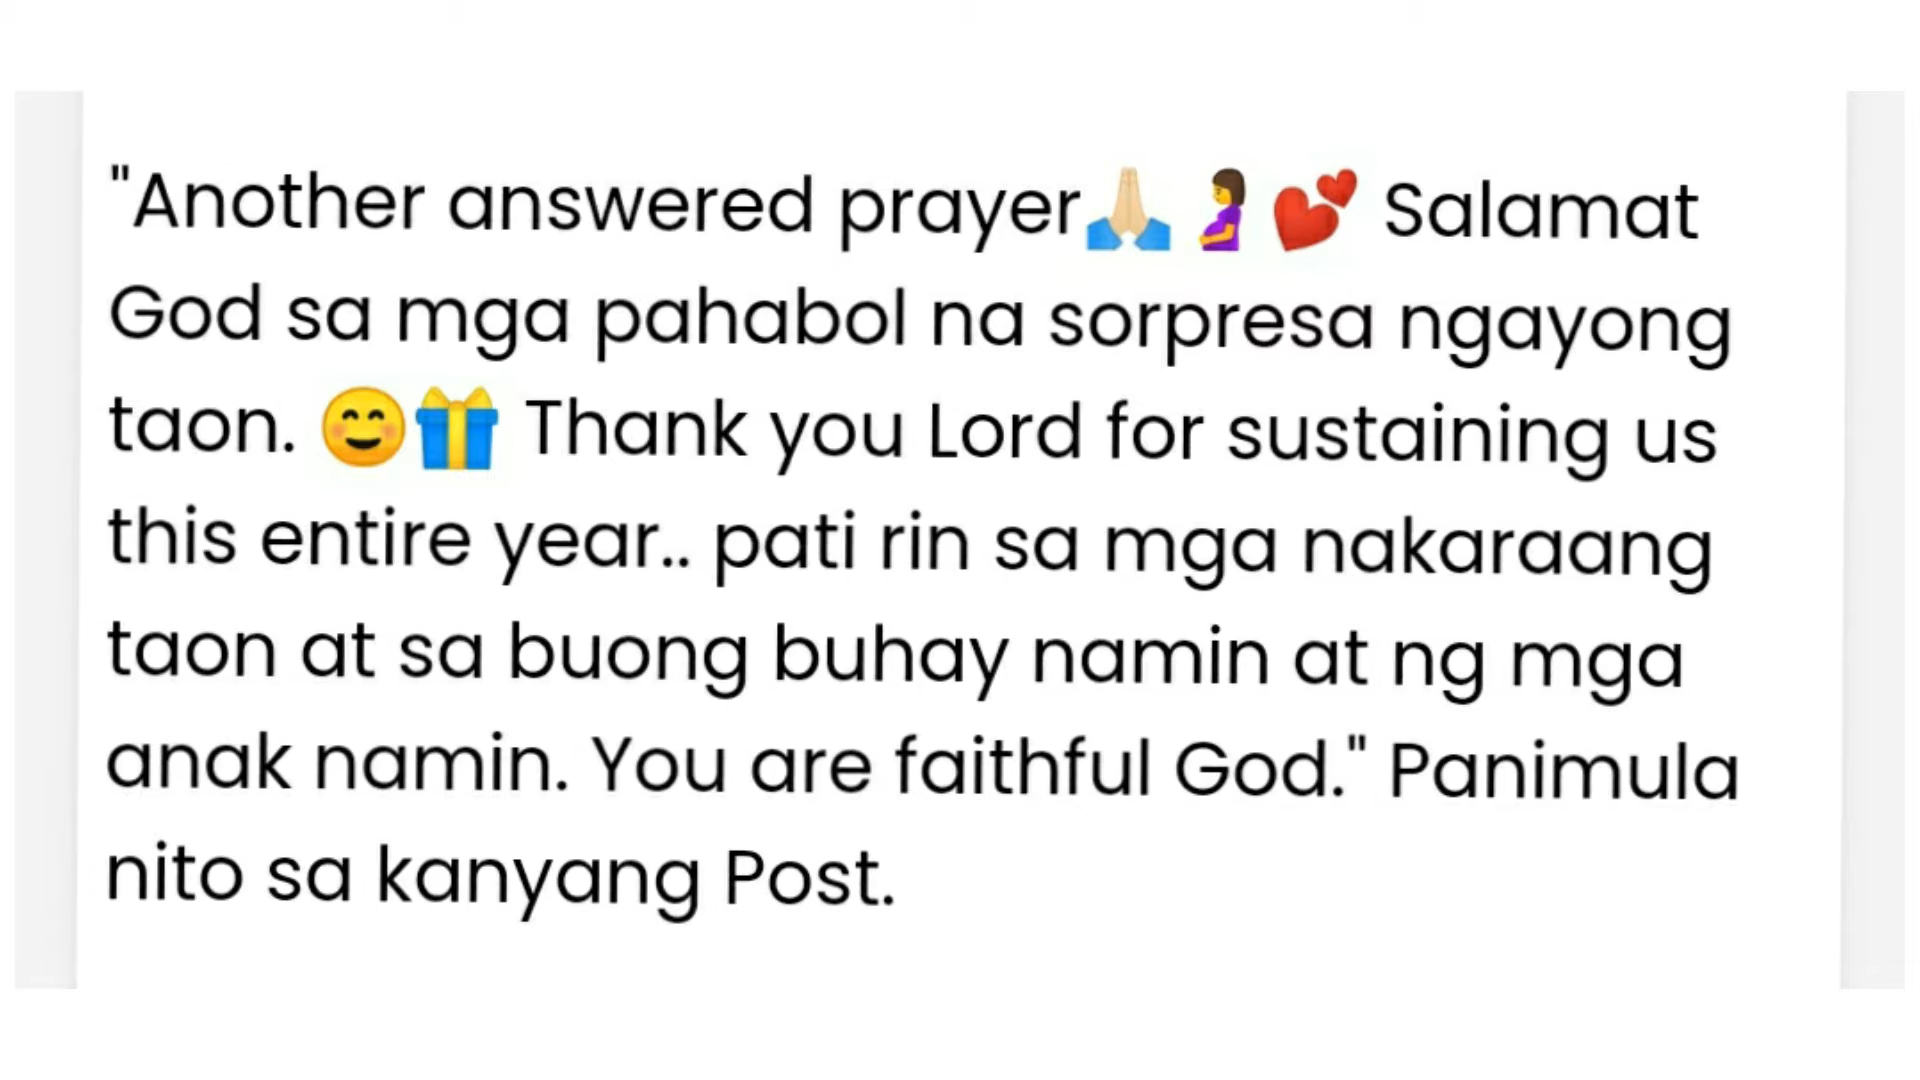 "Another answered prayer🙏🏼🤰💕 Salamat
God sa mga pahabol na sorpresa ngayong
taon. 😊🎁 Thank you Lord for sustaining us
this entire year.. pati rin sa mga nakaraang
taon at sa buong buhay namin at ng mga
anak namin. You are faithful God." Panimula
nito sa kanyang Post.